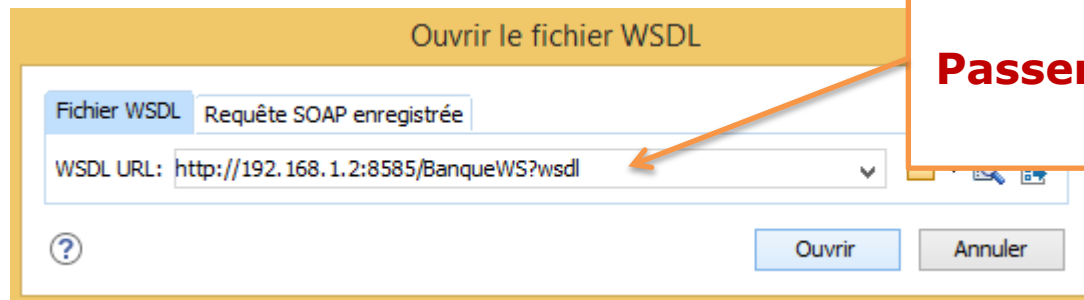 Ouvrir le fichier WSDL
Fichier WSDL Requête SOAP enregistrée
WSDL URL: http://192.168.1.2:8585/BanqueWS?wsdl
Ouvrir Annuler
Passer